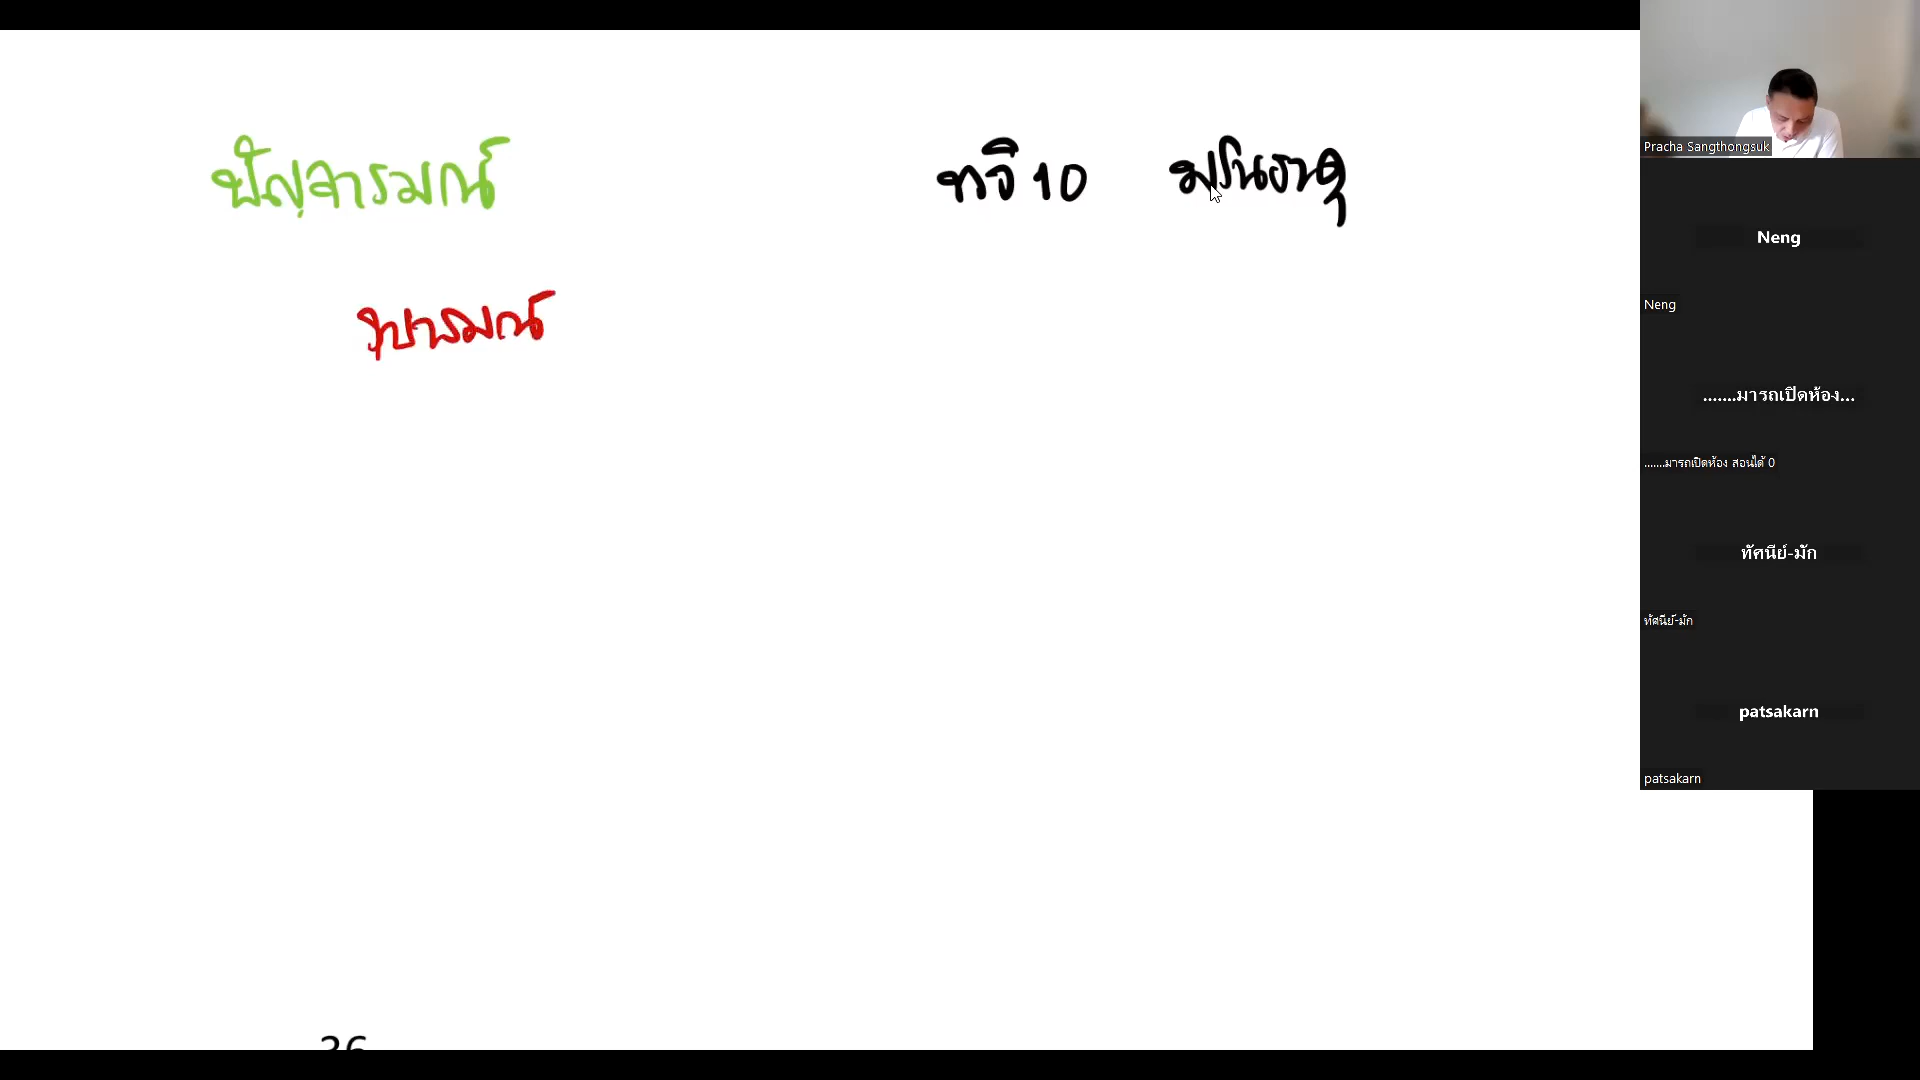 ปัญจารมณ์
ทวิ 10
มโนธาตุ
รูปารมณ์
36
Pracha Sangthongsuk
Neng
Neng
.......มารถเปิดห้อง...
.......มารถเปิดห้อง สอนได้ 0
ทัศนีย์-มัก
ทัศนีย์-มัก
patsakarn
patsakarn